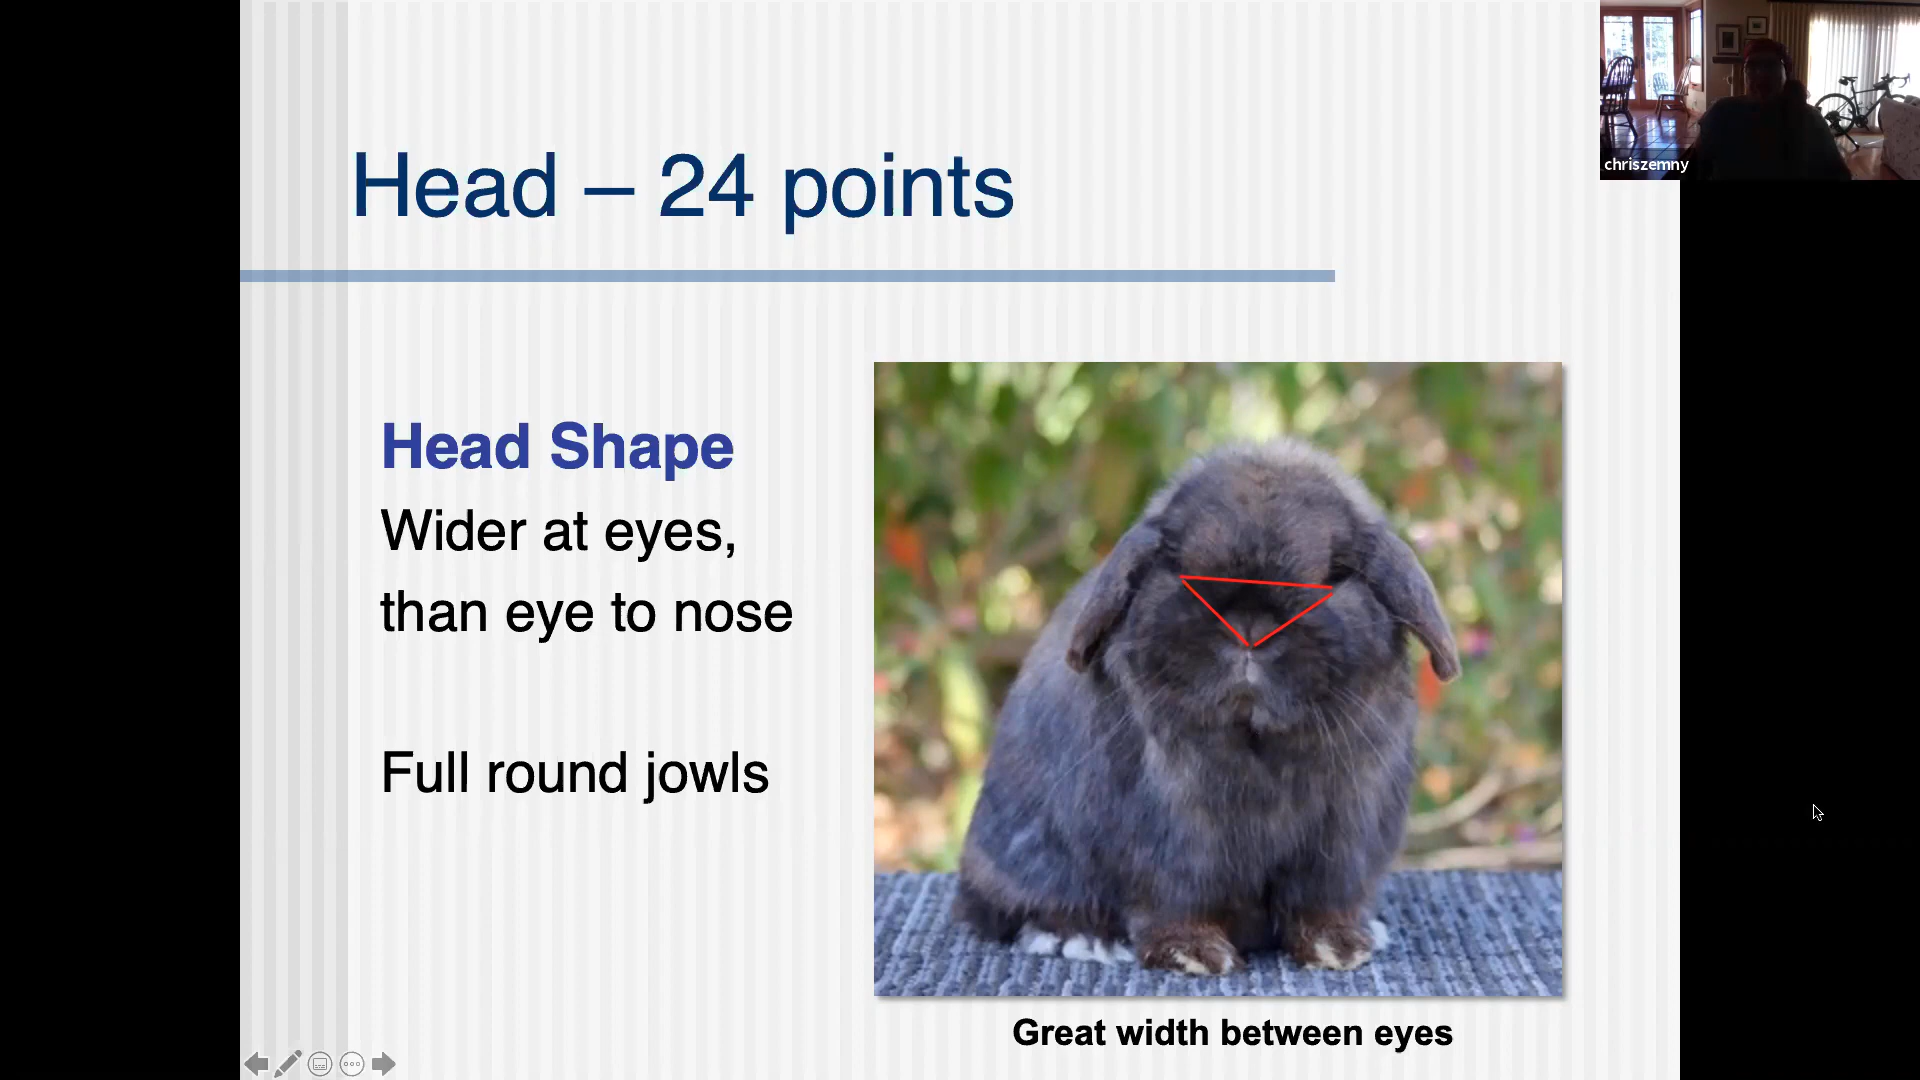 Head – 24 points
chriszemny
Head Shape
Wider at eyes,
than eye to nose
Full round jowls
Great width between eyes